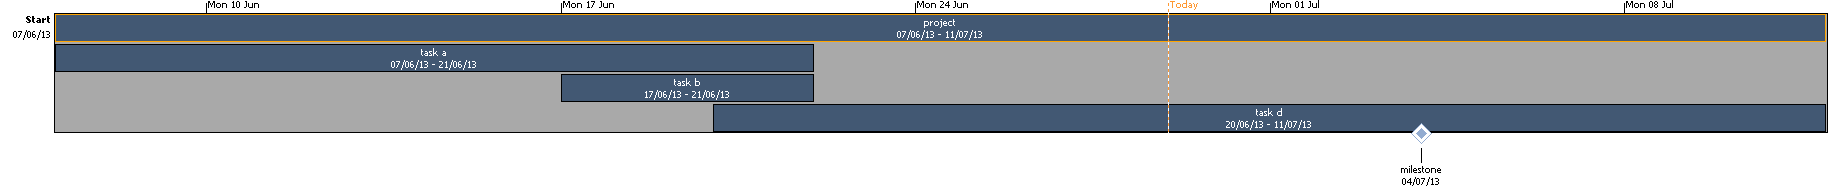 Mon 10 Jun
Mon 17 Jun
Mon 24 Jun
Today
Mon 01 Jul
Mon 08 Jul
Start
07/06/13
project
07/06/13 - 11/07/13
task a
07/06/13 - 21/06/13
task b
17/06/13 - 21/06/13
task d
20/06/13 - 11/07/13
milestone
04/07/13